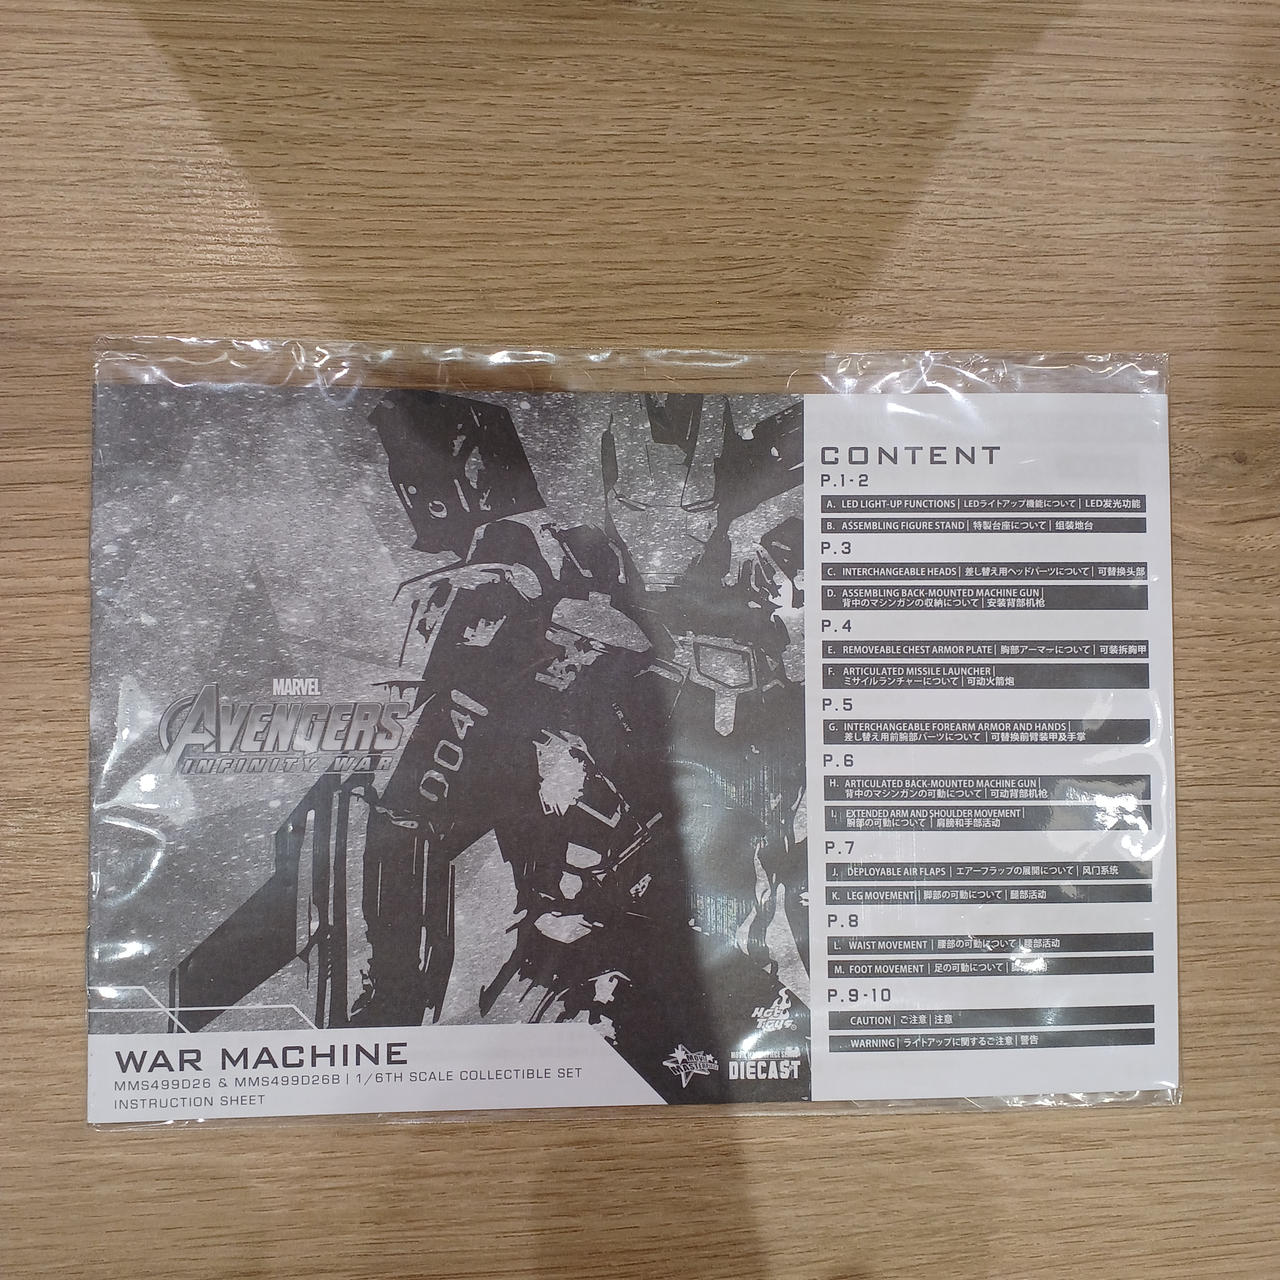 MARVEL
AVENGERS
INFINITY WAR
004
Hot
Toys
MOVIE
MASTERPIECE
DIECAST
WAR MACHINE
MMS499D26 & MMS499D26B | 1/6TH SCALE COLLECTIBLE SET
INSTRUCTION SHEET
CONTENT
P.1-2
A. LED LIGHT-UP FUNCTIONS | LEDライトアップ機能について | LED发光功能
B. ASSEMBLING FIGURE STAND | 特製台座について | 组装地台
P.3
C. INTERCHANGEABLE HEADS | 差し替え用ヘッドパーツについて | 可替换头部
D. ASSEMBLING BACK-MOUNTED MACHINE GUN |
背中のマシンガンの収納について | 安装背部机枪
P.4
E. REMOVEABLE CHEST ARMOR PLATE | 胸部アーマーについて | 可装拆胸甲
F. ARTICULATED MISSILE LAUNCHER |
ミサイルランチャーについて | 可动火箭炮
P.5
G. INTERCHANGEABLE FOREARM ARMOR AND HANDS |
差し替え用前腕部パーツについて | 可替换前臂装甲及手掌
P.6
H. ARTICULATED BACK-MOUNTED MACHINE GUN |
背中のマシンガンの可動について | 可动背部机枪
I. EXTENDED ARM AND SHOULDER MOVEMENT |
腕部の可動について | 肩膀和手部活动
P.7
J. DEPLOYABLE AIR FLAPS | エアーフラップの展開について | 风门系统
K. LEG MOVEMENT | 脚部の可動について | 腿部活动
P.8
L. WAIST MOVEMENT | 腰部の可動について | 腰部活动
M. FOOT MOVEMENT | 足の可動について |
P.9-10
CAUTION | ご注意 | 注意
WARNING | ライトアップに関するご注意 | 警告